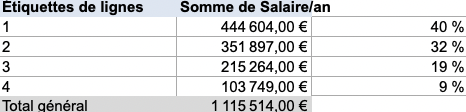 Étiquettes de lignes Somme de Salaire/an
1 444 604,00 € 40 %
2 351 897,00 € 32 %
3 215 264,00 € 19 %
4 103 749,00 € 9 %
Total général 1 115 514,00 €